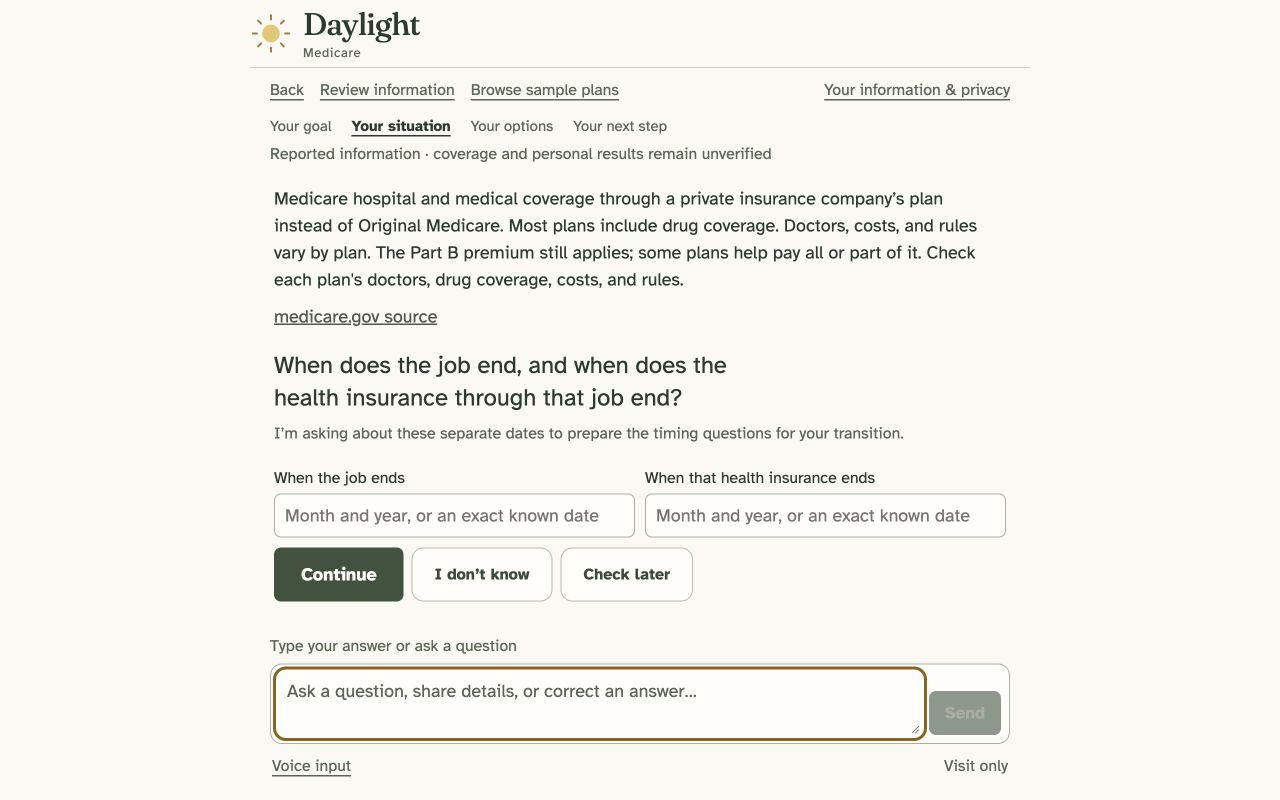 Daylight
Medicare
Back Review information Browse sample plans Your information & privacy
Your goal Your situation Your options Your next step
Reported information · coverage and personal results remain unverified
Medicare hospital and medical coverage through a private insurance company’s plan
instead of Original Medicare. Most plans include drug coverage. Doctors, costs, and rules
vary by plan. The Part B premium still applies; some plans help pay all or part of it. Check
each plan's doctors, drug coverage, costs, and rules.
medicare.gov source
When does the job end, and when does the
health insurance through that job end?
I’m asking about these separate dates to prepare the timing questions for your transition.
When the job ends When that health insurance ends
Month and year, or an exact known date Month and year, or an exact known date
Continue I don’t know Check later
Type your answer or ask a question
Ask a question, share details, or correct an answer...
Send
Voice input Visit only